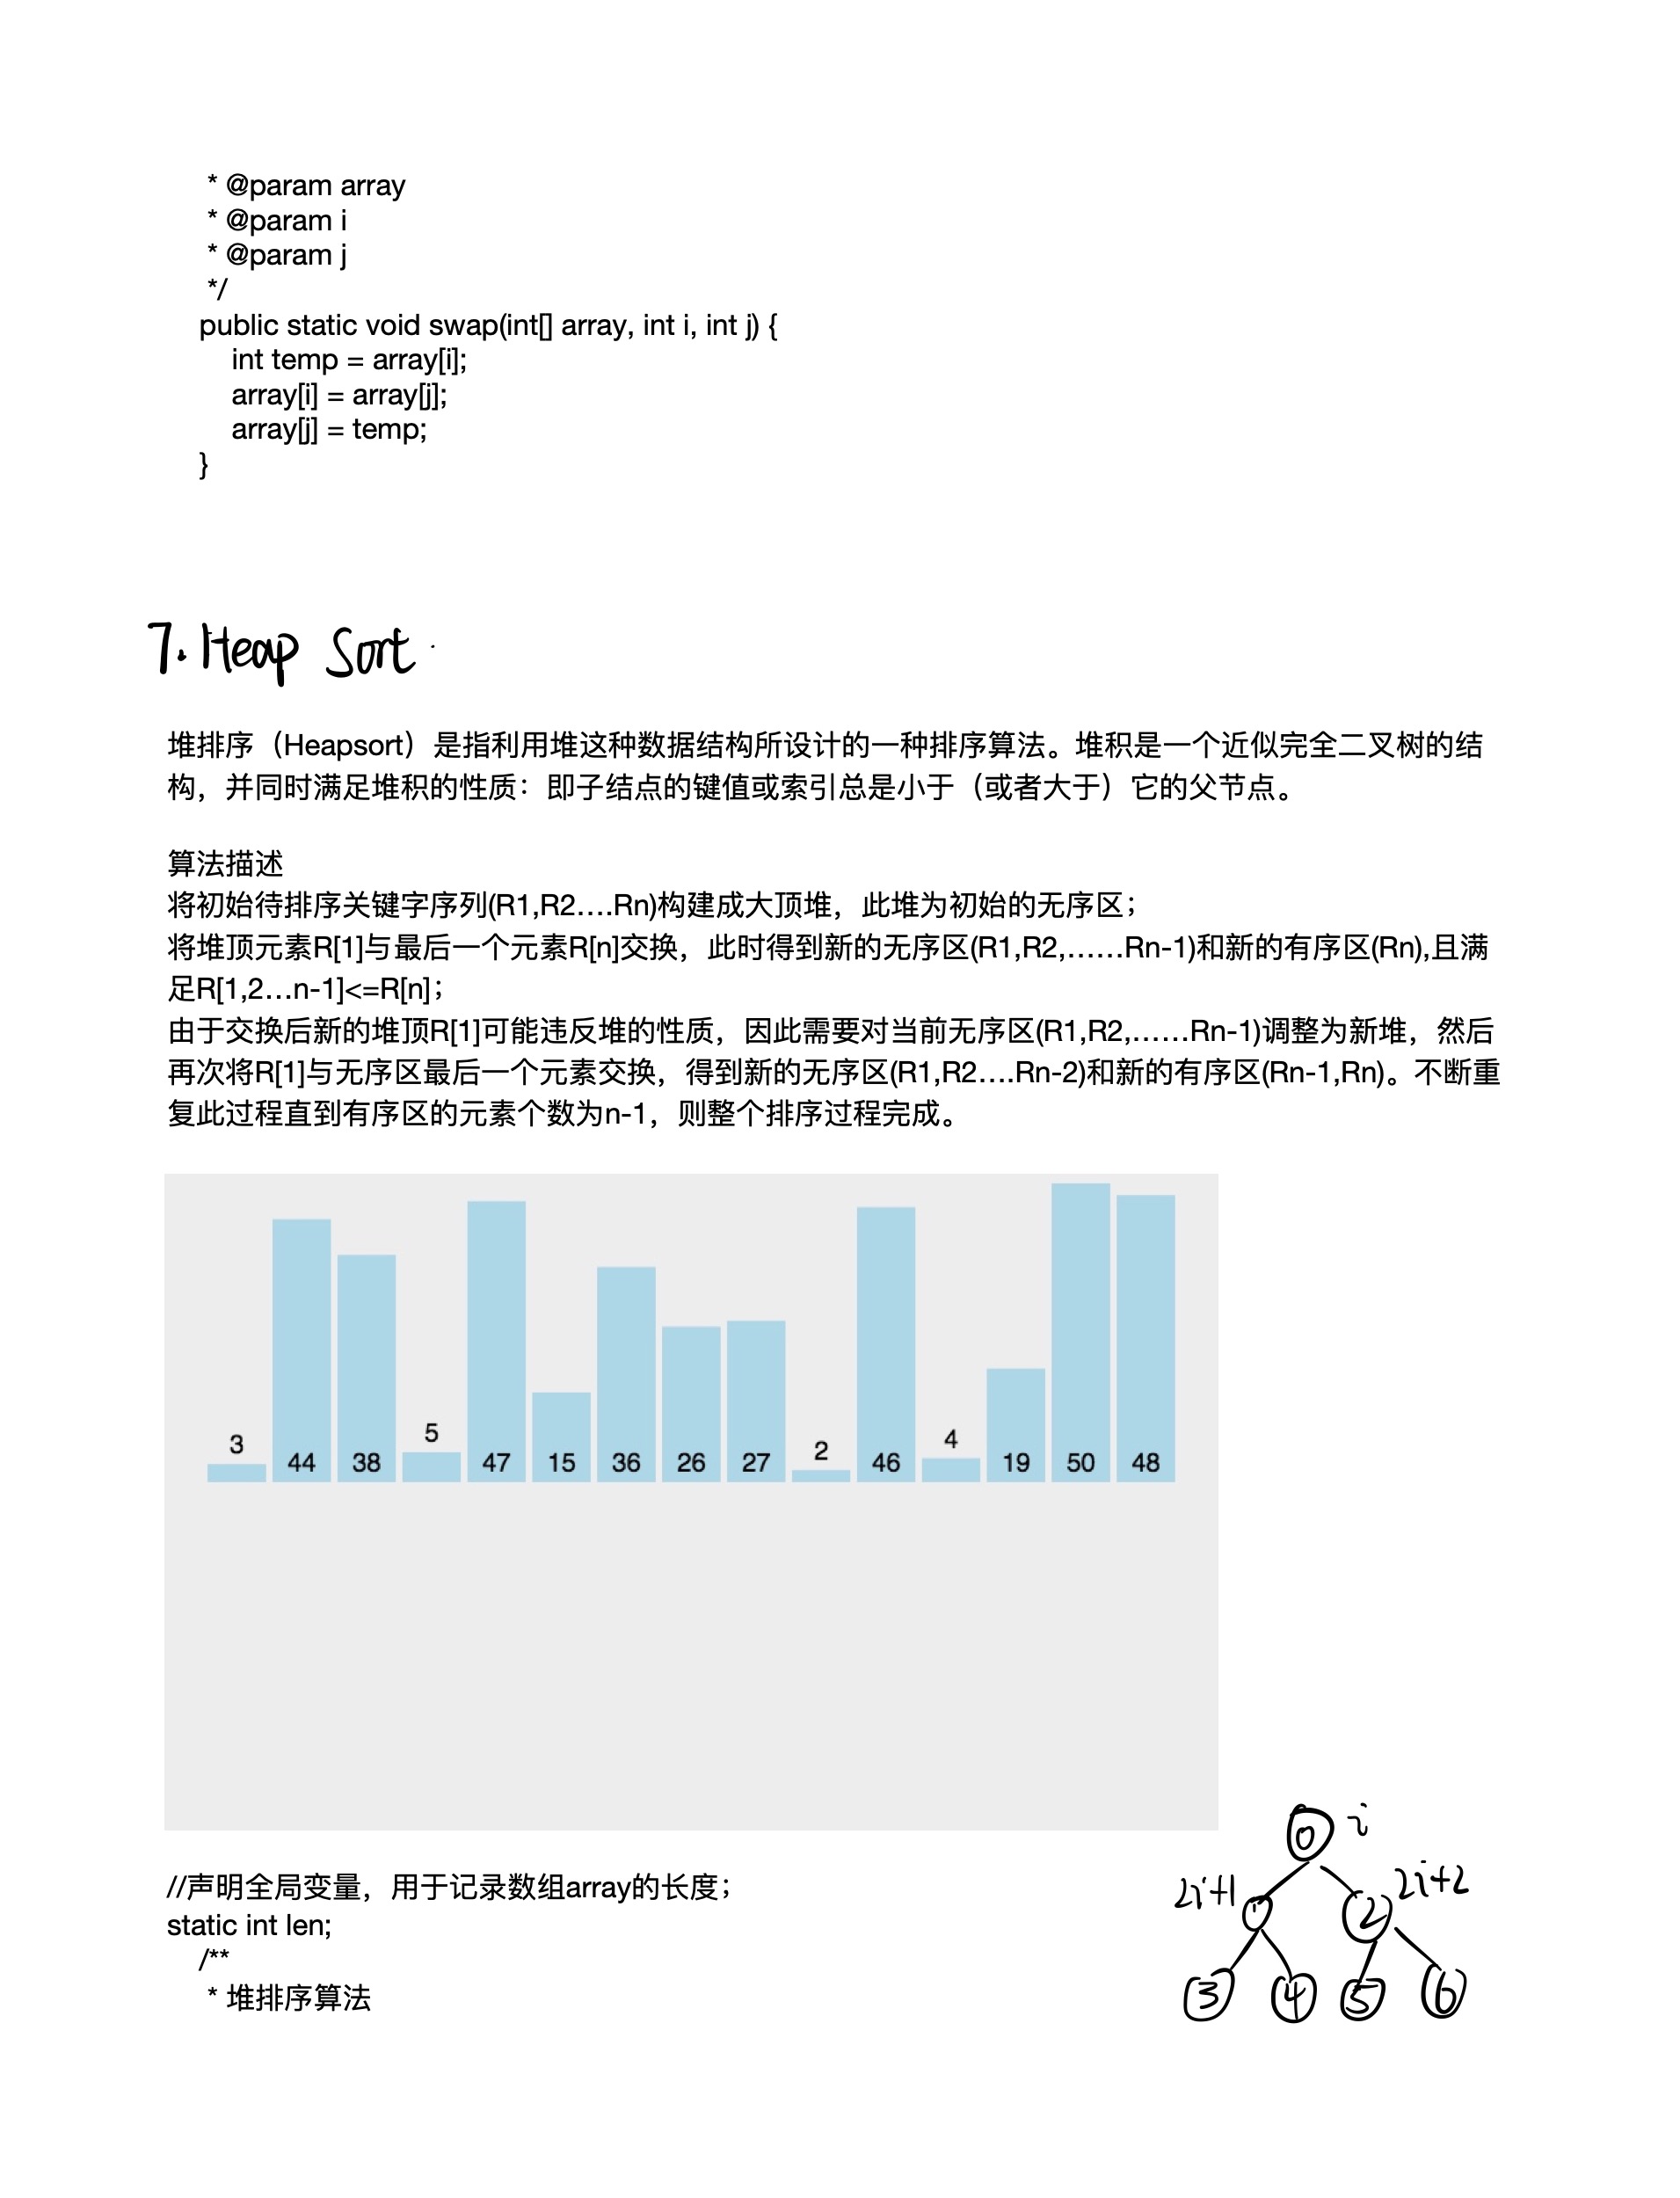 * @param array
* @param i
* @param j
*/
public static void swap(int[] array, int i, int j) {
int temp = array[i];
array[i] = array[j];
array[j] = temp;
}
7. Heap Sort
堆排序（Heapsort）是指利用堆这种数据结构所设计的一种排序算法。堆积是一个近似完全二叉树的结
构，并同时满足堆积的性质：即子结点的键值或索引总是小于（或者大于）它的父节点。
算法描述
将初始待排序关键字序列(R1,R2….Rn)构建成大顶堆，此堆为初始的无序区；
将堆顶元素R[1]与最后一个元素R[n]交换，此时得到新的无序区(R1,R2,……Rn-1)和新的有序区(Rn),且满
足R[1,2…n-1]<=R[n]；
由于交换后新的堆顶R[1]可能违反堆的性质，因此需要对当前无序区(R1,R2,……Rn-1)调整为新堆，然后
再次将R[1]与无序区最后一个元素交换，得到新的无序区(R1,R2….Rn-2)和新的有序区(Rn-1,Rn)。不断重
复此过程直到有序区的元素个数为n-1，则整个排序过程完成。
3 44 38 5 47 15 36 26 27 2 46 4 19 50 48
0 i
2i+1 1 2 2i+2
3 4 5 6
//声明全局变量，用于记录数组array的长度；
static int len;
/**
* 堆排序算法